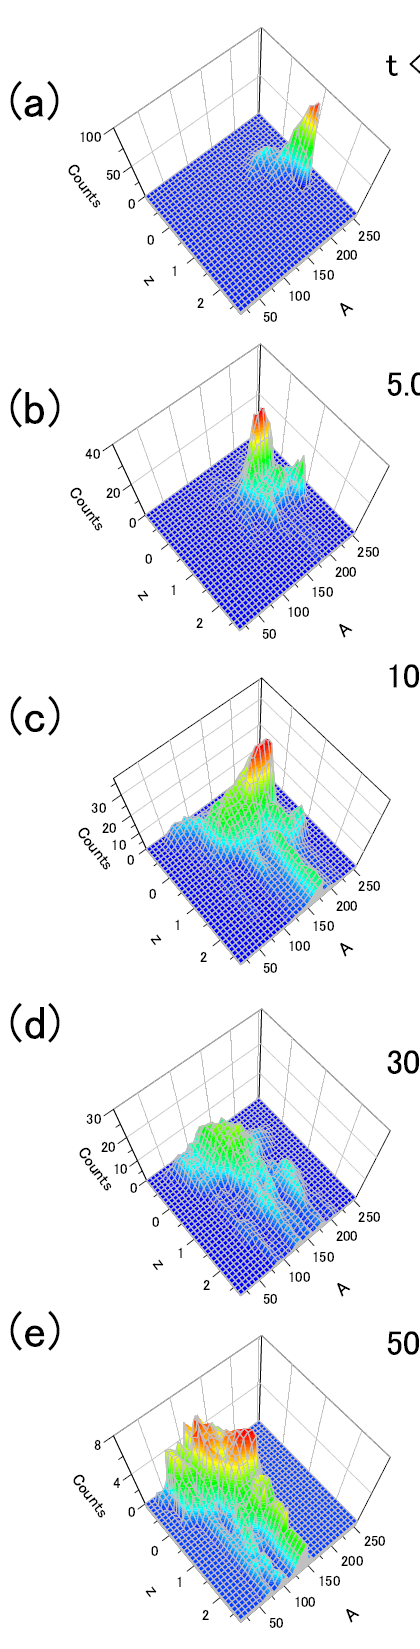 (a)
t <
100
50
0
Counts
0
1
2
z
50
100
150
200
250
A
(b)
5.0
40
20
0
Counts
0
1
2
z
50
100
150
200
250
A
(c)
10
30
20
10
0
Counts
0
1
2
z
50
100
150
200
250
A
(d)
30
30
20
10
0
Counts
0
1
2
z
50
100
150
200
250
A
(e)
50
8
4
0
Counts
0
1
2
z
50
100
150
200
250
A